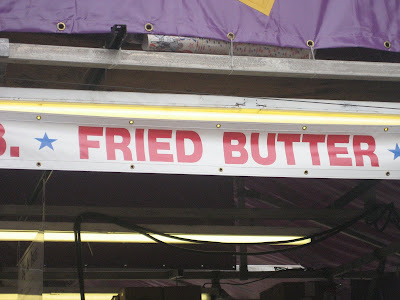 B. ★ FRIED BUTTER ★